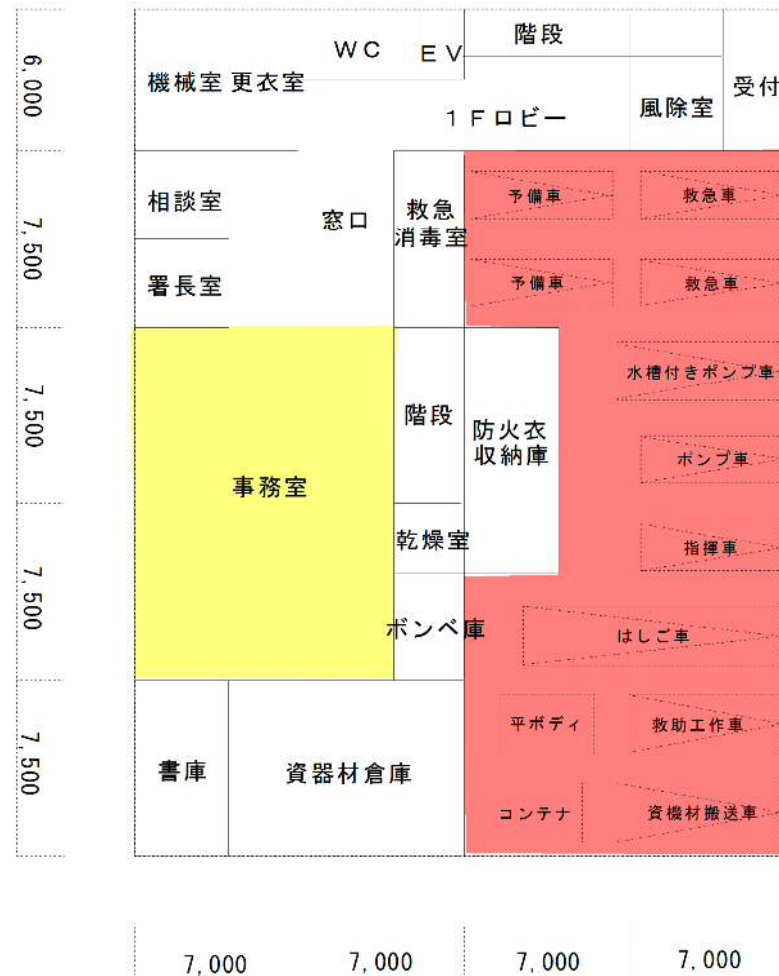 階段
WC EV
機械室 更衣室
受付
風除室
1Fロビー
6,000
相談室
窓口
救急
消毒室
予備車
救急車
7,500
署長室
予備車
救急車
水槽付きポンプ車
階段
防火衣
収納庫
7,500
ポンプ車
事務室
乾燥室
指揮車
7,500
ボンベ庫
はしご車
平ボディ
救助工作車
7,500
書庫
資器材倉庫
コンテナ
資機材搬送車
7,000
7,000
7,000
7,000